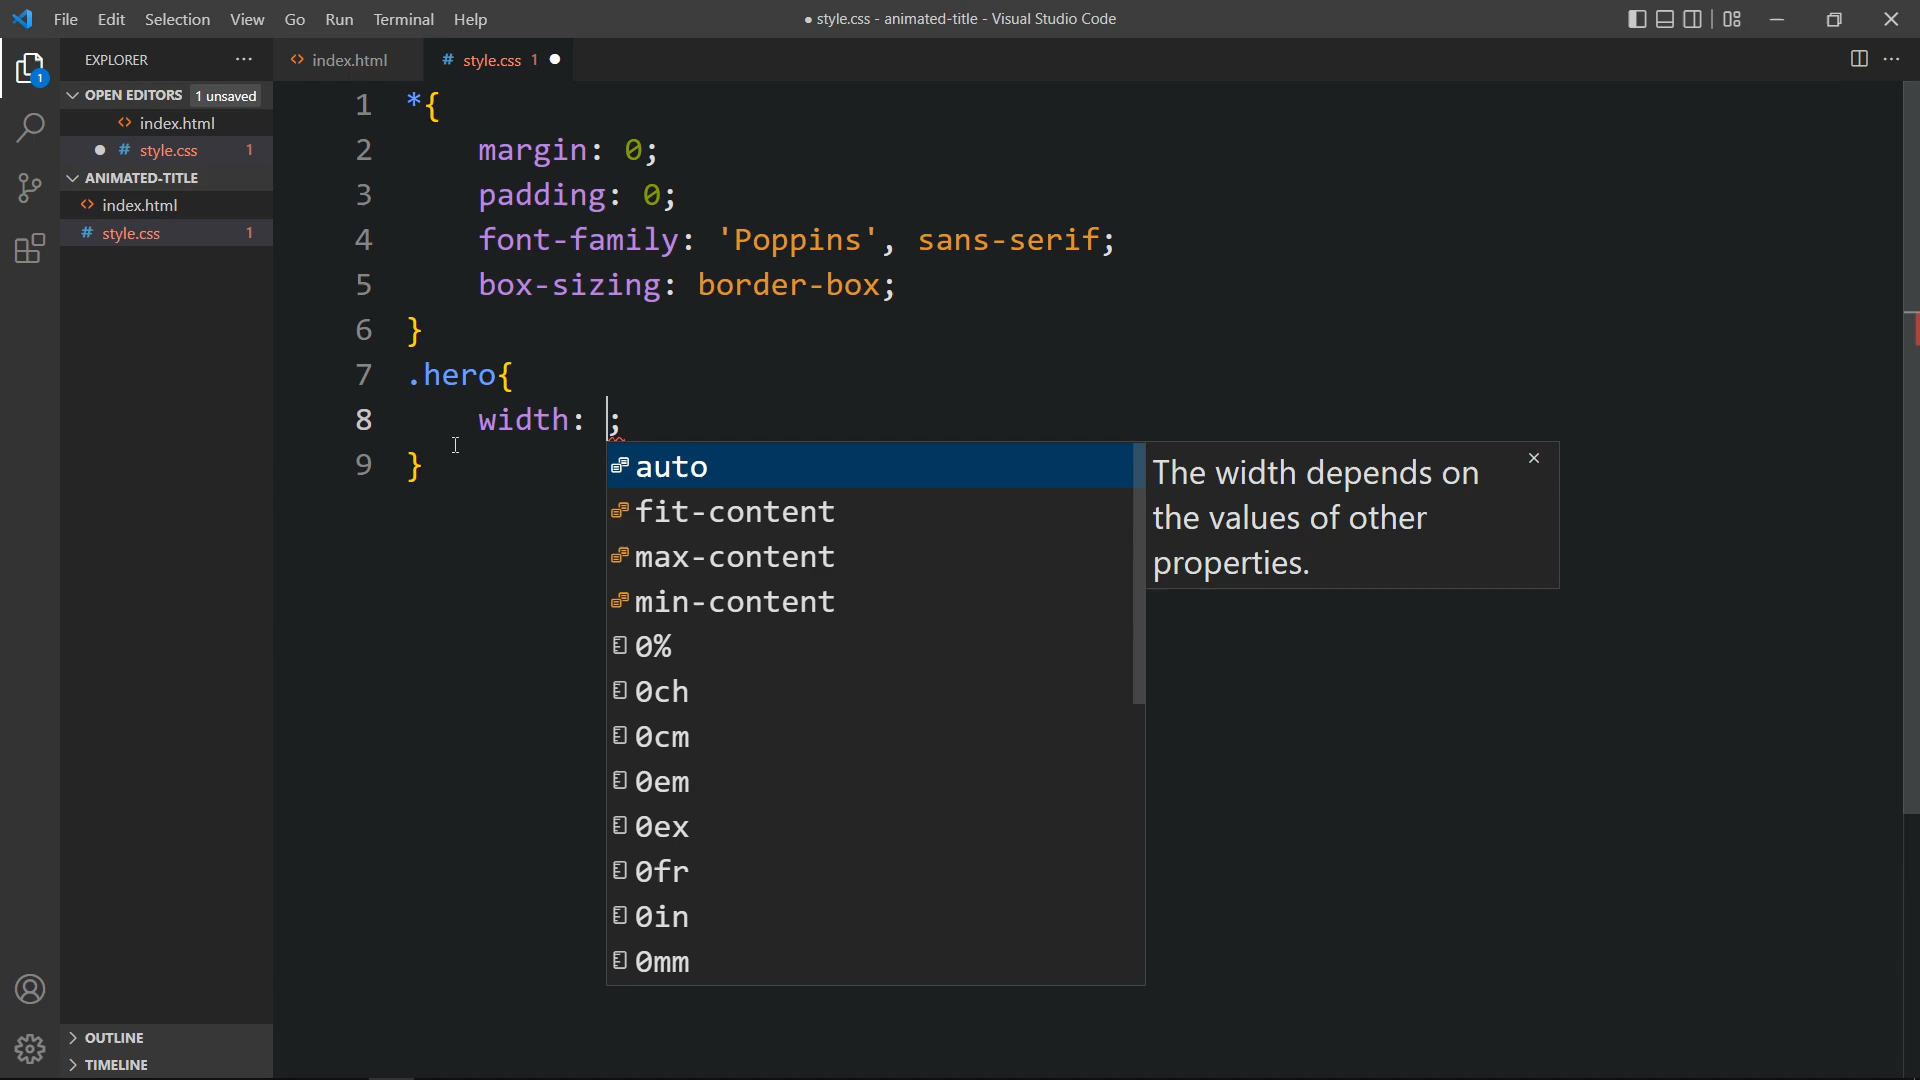 File Edit Selection View Go Run Terminal Help
● style.css - animated-title - Visual Studio Code
EXPLORER ···
<> index.html
# style.css 1 ●
OPEN EDITORS 1 unsaved
<> index.html
● # style.css 1
ANIMATED-TITLE
<> index.html
# style.css 1
1 *{
2 margin: 0;
3 padding: 0;
4 font-family: 'Poppins', sans-serif;
5 box-sizing: border-box;
6 }
7 .hero{
8 width: ;
9 }
auto
fit-content
max-content
min-content
0%
0ch
0cm
0em
0ex
0fr
0in
0mm
The width depends on
the values of other
properties.
1
OUTLINE
TIMELINE